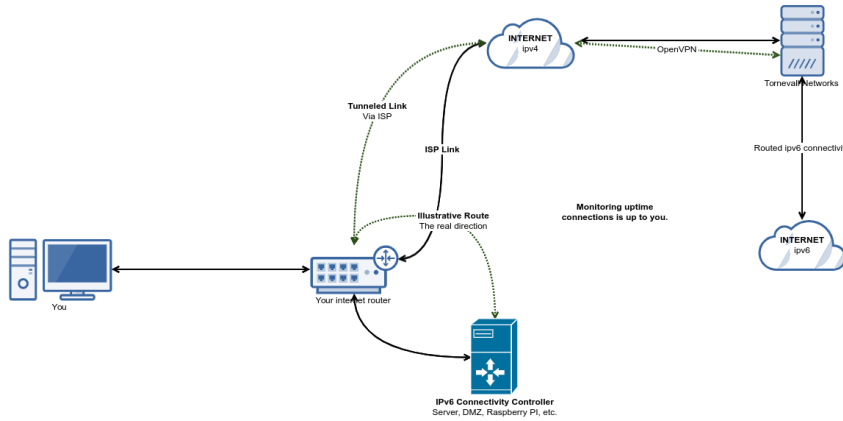 INTERNET
ipv4
OpenVPN
Tornevall Networks
Tunneled Link
Via ISP
ISP Link
Routed ipv6 connectivi
Illustrative Route
The real direction
Monitoring uptime
connections is up to you.
INTERNET
ipv6
You
Your internet router
IPv6 Connectivity Controller
Server, DMZ, Raspberry PI, etc.